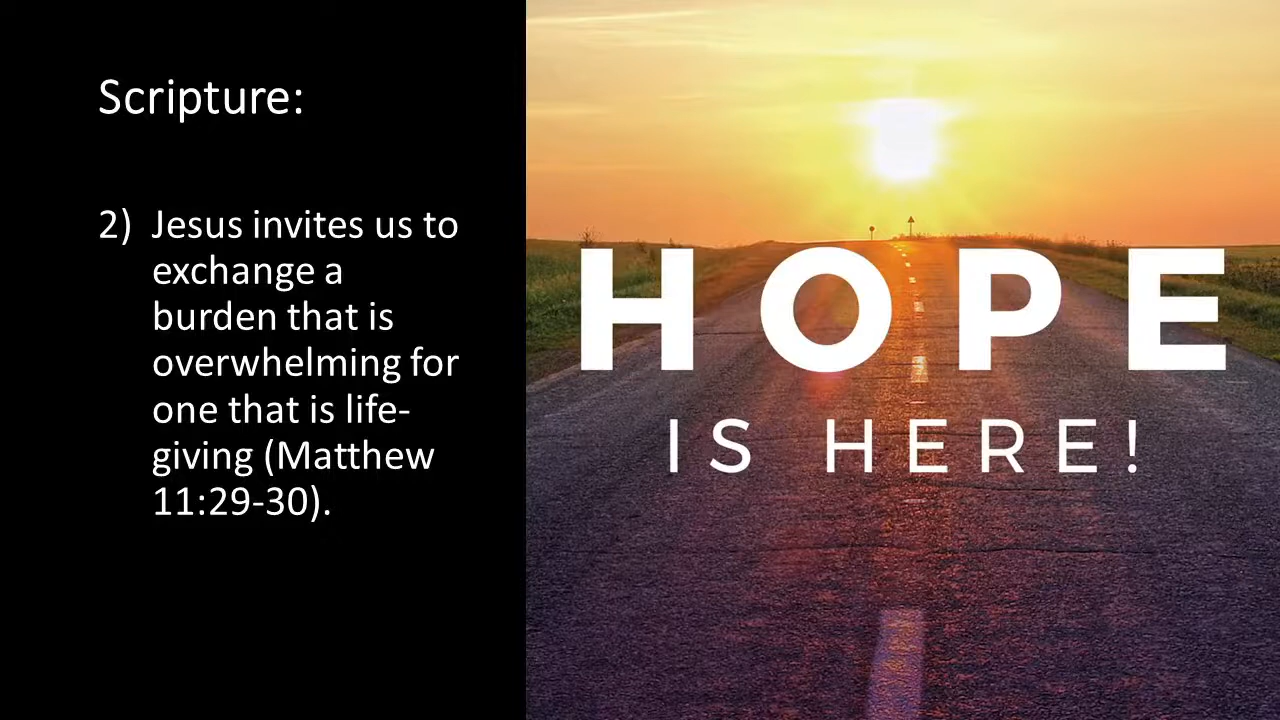 Scripture:
2) Jesus invites us to
exchange a
burden that is
overwhelming for
one that is life-
giving (Matthew
11:29-30).
HOPE
IS HERE!